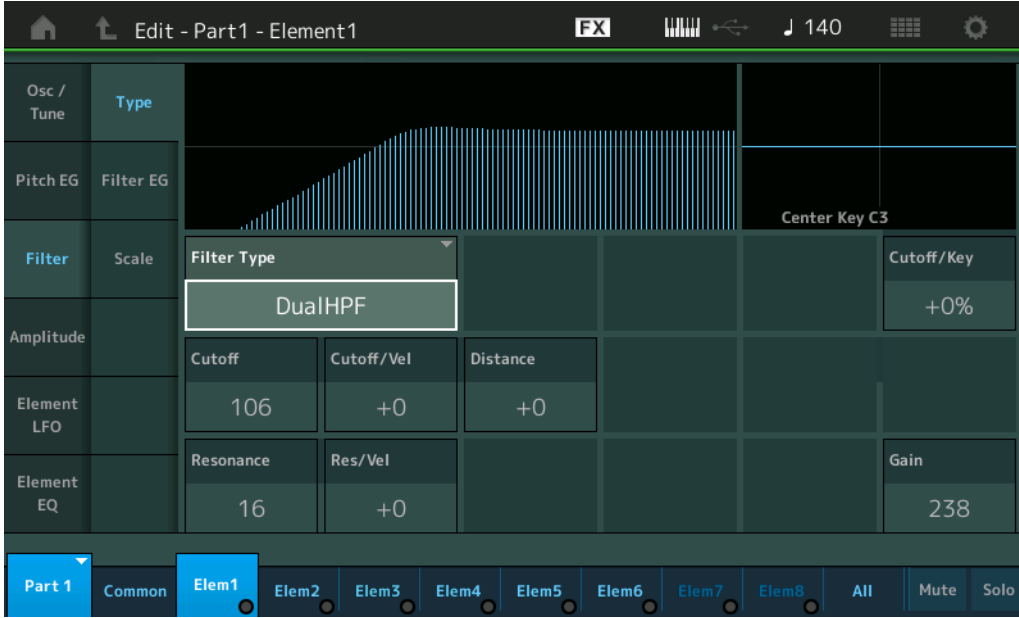 Edit - Part1 - Element1
FX
140
Osc /
Tune
Type
Pitch EG
Filter EG
Center Key C3
Filter
Scale
Filter Type
DualHPF
Cutoff/Key
+0%
Amplitude
Cutoff
Cutoff/Vel
Distance
106
+0
+0
Element
LFO
Resonance
Res/Vel
Gain
16
+0
238
Element
EQ
Part 1
Common
Elem1
Elem2
Elem3
Elem4
Elem5
Elem6
Elem7
Elem8
All
Mute
Solo